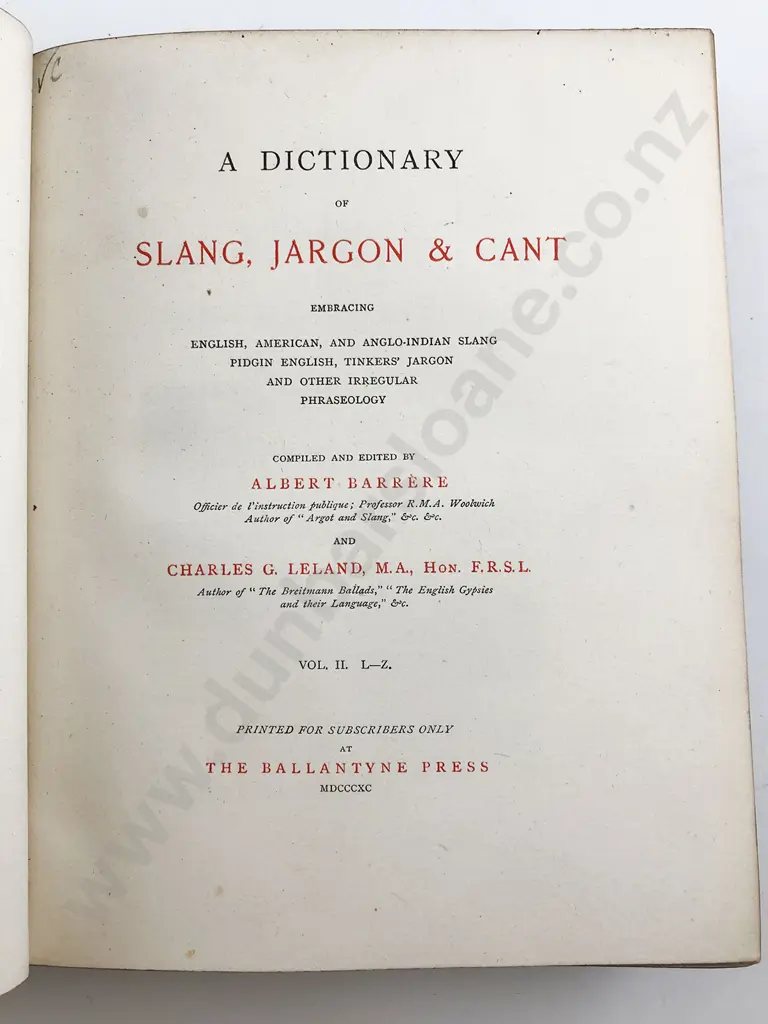 A DICTIONARY
OF
SLANG, JARGON & CANT
EMBRACING
ENGLISH, AMERICAN, AND ANGLO-INDIAN SLANG
PIDGIN ENGLISH, TINKERS' JARGON
AND OTHER IRREGULAR
PHRASEOLOGY
COMPILED AND EDITED BY
ALBERT BARRÈRE
Officier de l'instruction publique; Professor R.M.A. Woolwich
Author of "Argot and Slang," &c. &c.
AND
CHARLES G. LELAND, M.A., HON. F.R.S.L.
Author of "The Breitmann Ballads," "The English Gypsies
and their Language," &c.
VOL. II. L—Z.
PRINTED FOR SUBSCRIBERS ONLY
AT
THE BALLANTYNE PRESS
MDCCCXC
www.dunbarsloane.co.nz